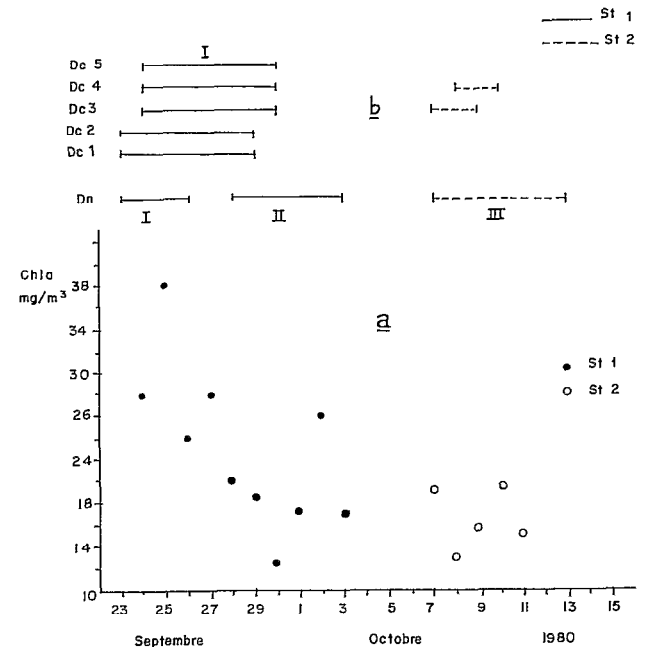 St 1
St 2
I
Dc 5
Dc 4
Dc3
b
Dc 2
Dc 1
Dn
I
II
III
Chla
mg/m³
38
34
30
26
24
18
14
10
a
St 1
St 2
23 25 27 29 1 3 5 7 9 11 13 15
Septembre Octobre 1980